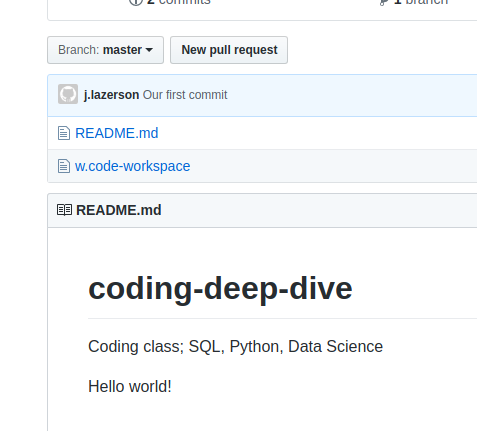 2 commits 1 branch
Branch: master New pull request
j.lazerson Our first commit
README.md
w.code-workspace
README.md
coding-deep-dive
Coding class; SQL, Python, Data Science
Hello world!